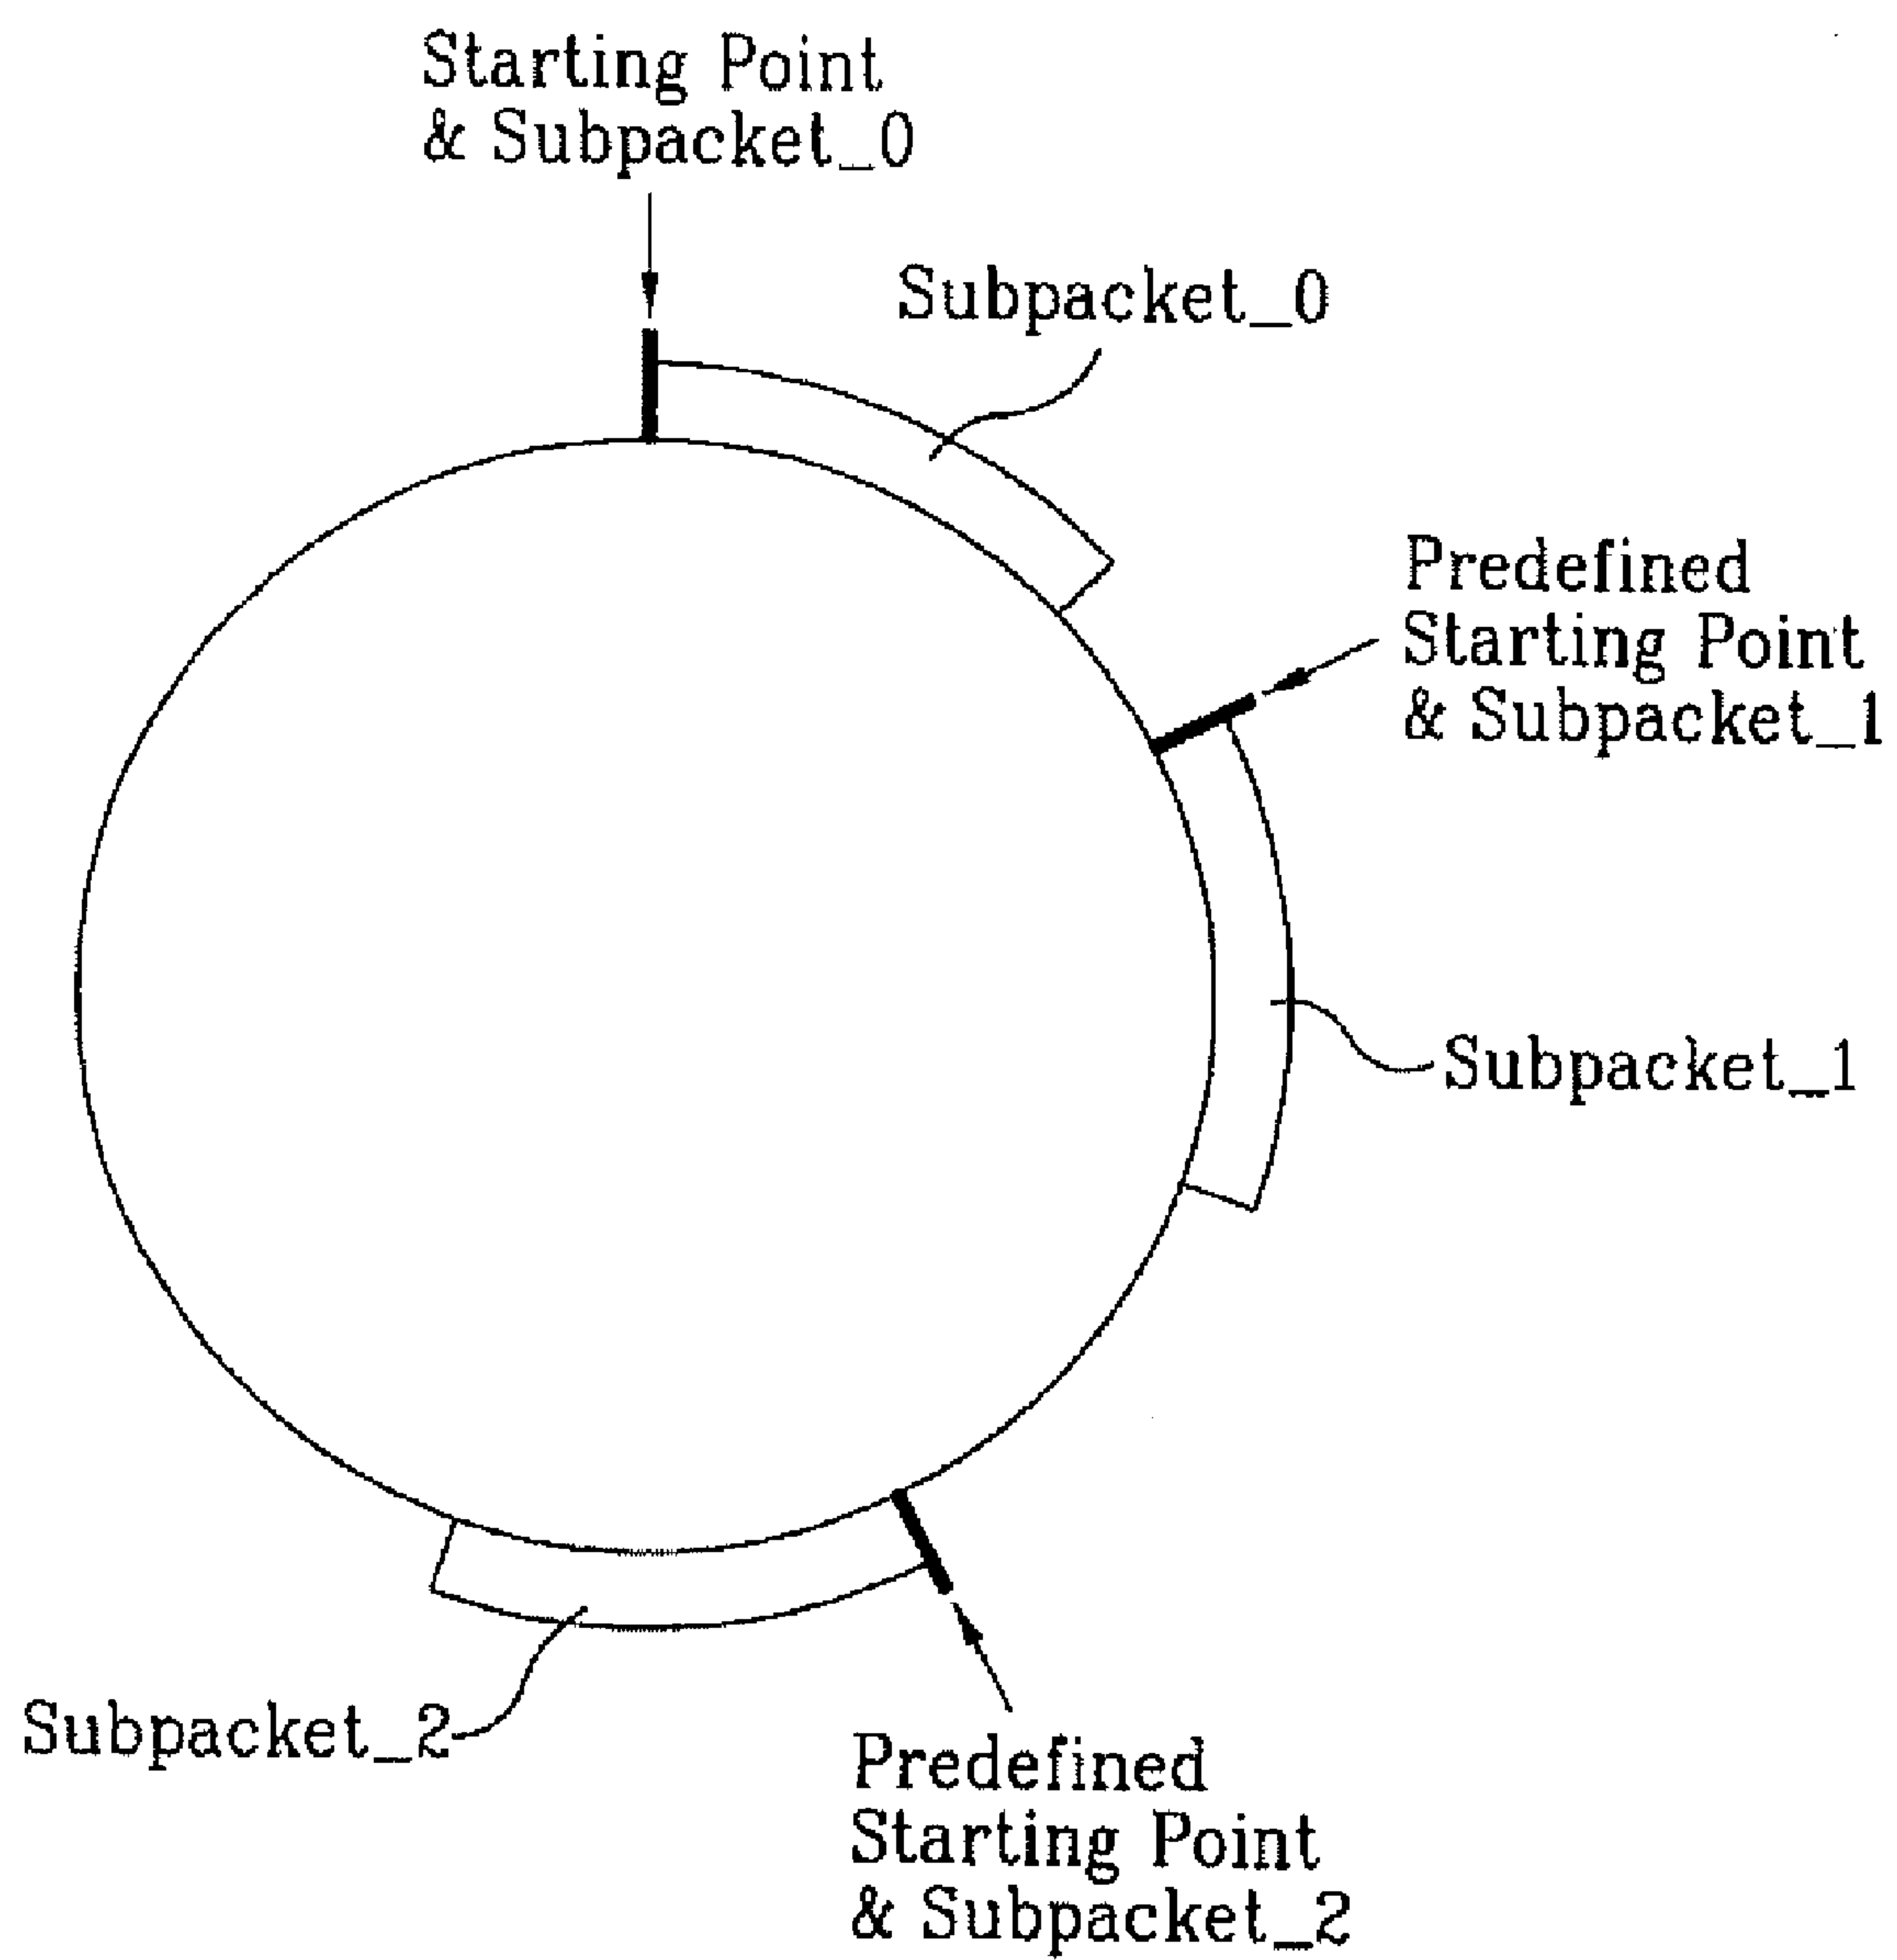 Starting Point
& Subpacket_0
Subpacket_0
Predefined
Starting Point
& Subpacket_1
Subpacket_1
Subpacket_2
Predefined
Starting Point
& Subpacket_2